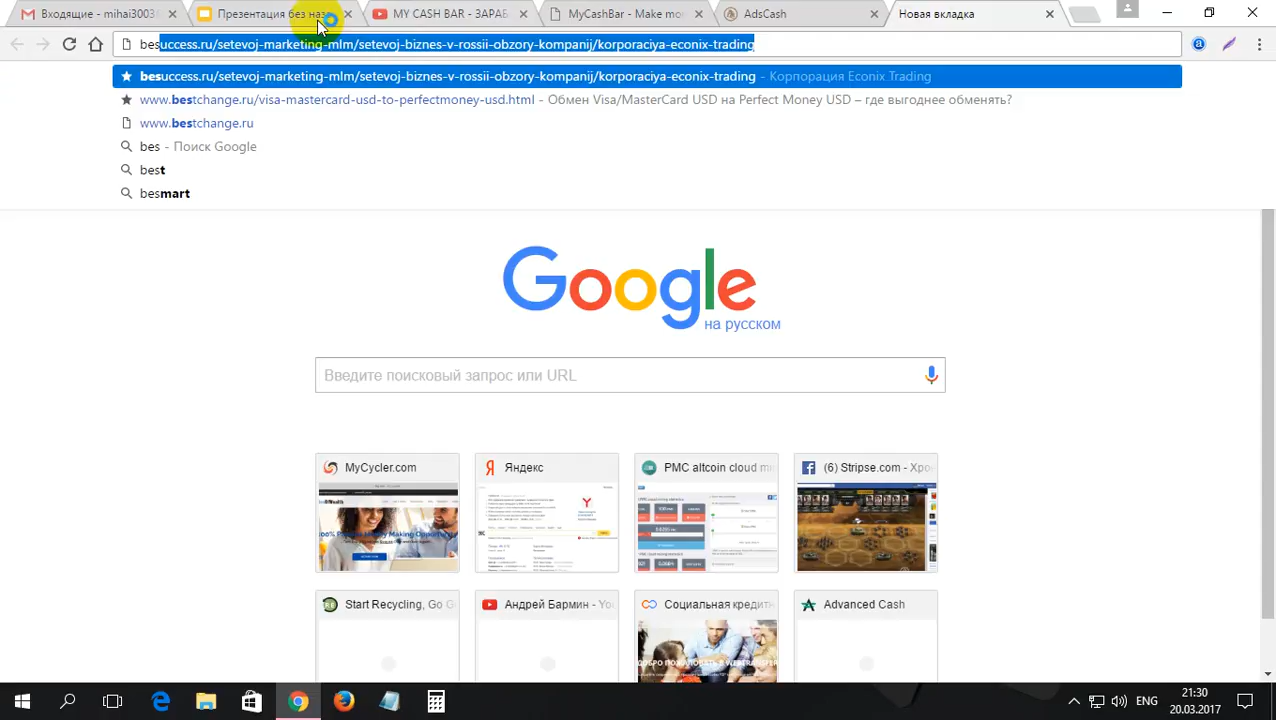 Входящие - mihai3003
Презентация без наз
MY CASH BAR - ЗАРАБ
MyCashBar - Make mo
AdsCash
Новая вкладка
besuccess.ru/setevoj-marketing-mlm/setevoj-biznes-v-rossii-obzory-kompanij/korporaciya-econix-trading
besuccess.ru/setevoj-marketing-mlm/setevoj-biznes-v-rossii-obzory-kompanij/korporaciya-econix-trading - Корпорация Econix Trading
www.bestchange.ru/visa-mastercard-usd-to-perfectmoney-usd.html - Обмен Visa/MasterCard USD на Perfect Money USD – где выгоднее обменять?
www.bestchange.ru
bes - Поиск Google
best
besmart
Google
на русском
Введите поисковый запрос или URL
MyCycler.com
Яндекс
PMC altcoin cloud mi
(6) Stripse.com - Хро
Start Recycling, Go G
Андрей Бармин - You
Социальная кредитн
Advanced Cash
ENG
21:30
20.03.2017